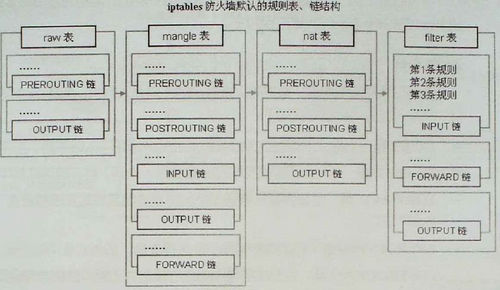 iptables 防火墙默认的规则表、链结构
raw 表
......
PREROUTING 链
......
OUTPUT 链
mangle 表
......
PREROUTING 链
......
POSTROUTING 链
......
INPUT 链
......
OUTPUT 链
......
FORWARD 链
nat 表
......
PREROUTING 链
......
POSTROUTING 链
......
OUTPUT 链
filter 表
第1条规则
第2条规则
第3条规则
......
INPUT 链
......
FORWARD 链
......
OUTPUT 链